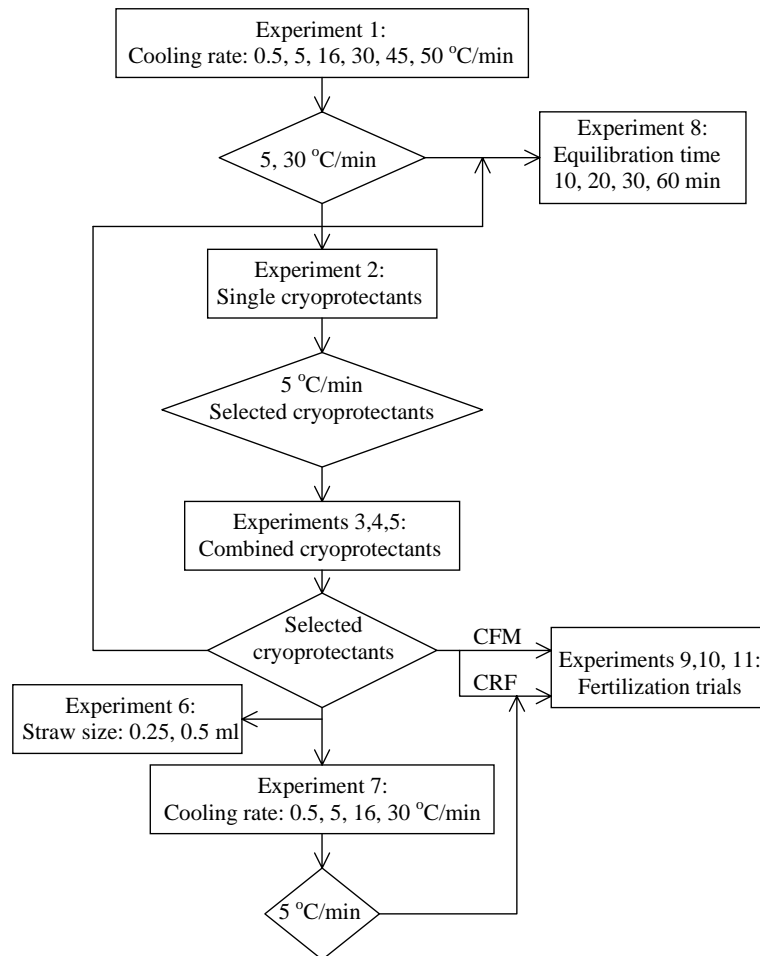 Experiment 1:
Cooling rate: 0.5, 5, 16, 30, 45, 50 °C/min
5, 30 °C/min
Experiment 8:
Equilibration time
10, 20, 30, 60 min
Experiment 2:
Single cryoprotectants
5 °C/min
Selected cryoprotectants
Experiments 3,4,5:
Combined cryoprotectants
Selected
cryoprotectants
CFM
CRF
Experiments 9,10, 11:
Fertilization trials
Experiment 6:
Straw size: 0.25, 0.5 ml
Experiment 7:
Cooling rate: 0.5, 5, 16, 30 °C/min
5 °C/min